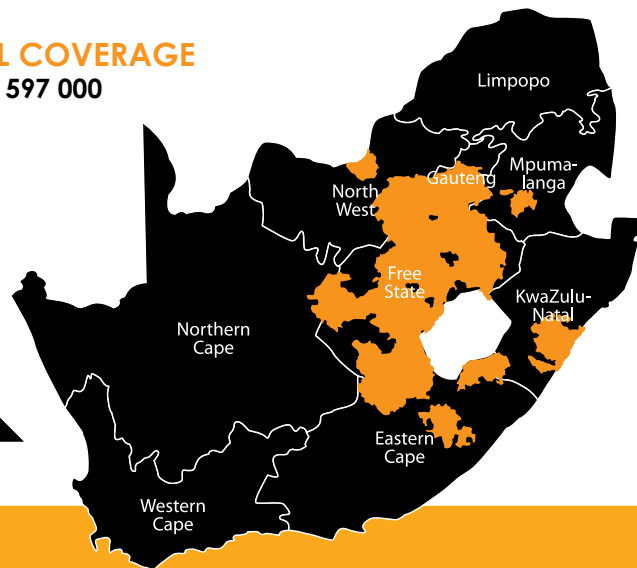 L COVERAGE
597 000
Limpopo
Mpuma-
langa
Gauteng
North
West
Free
State
KwaZulu-
Natal
Northern
Cape
Eastern
Cape
Western
Cape